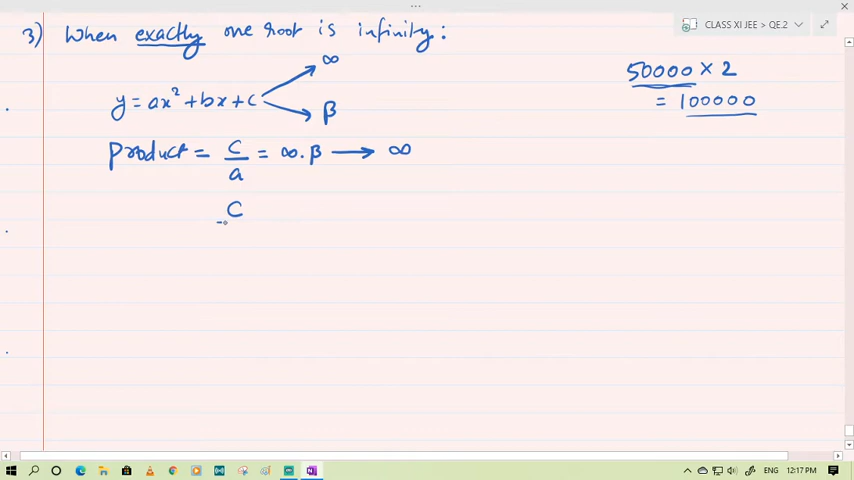 CLASS XI JEE > QE.2
3) When exactly one root is infinity:
∞
50000 × 2
y = ax² + bx + c
β
= 100000
Product = c/a = ∞.β → ∞
C
ENG 12:17 PM